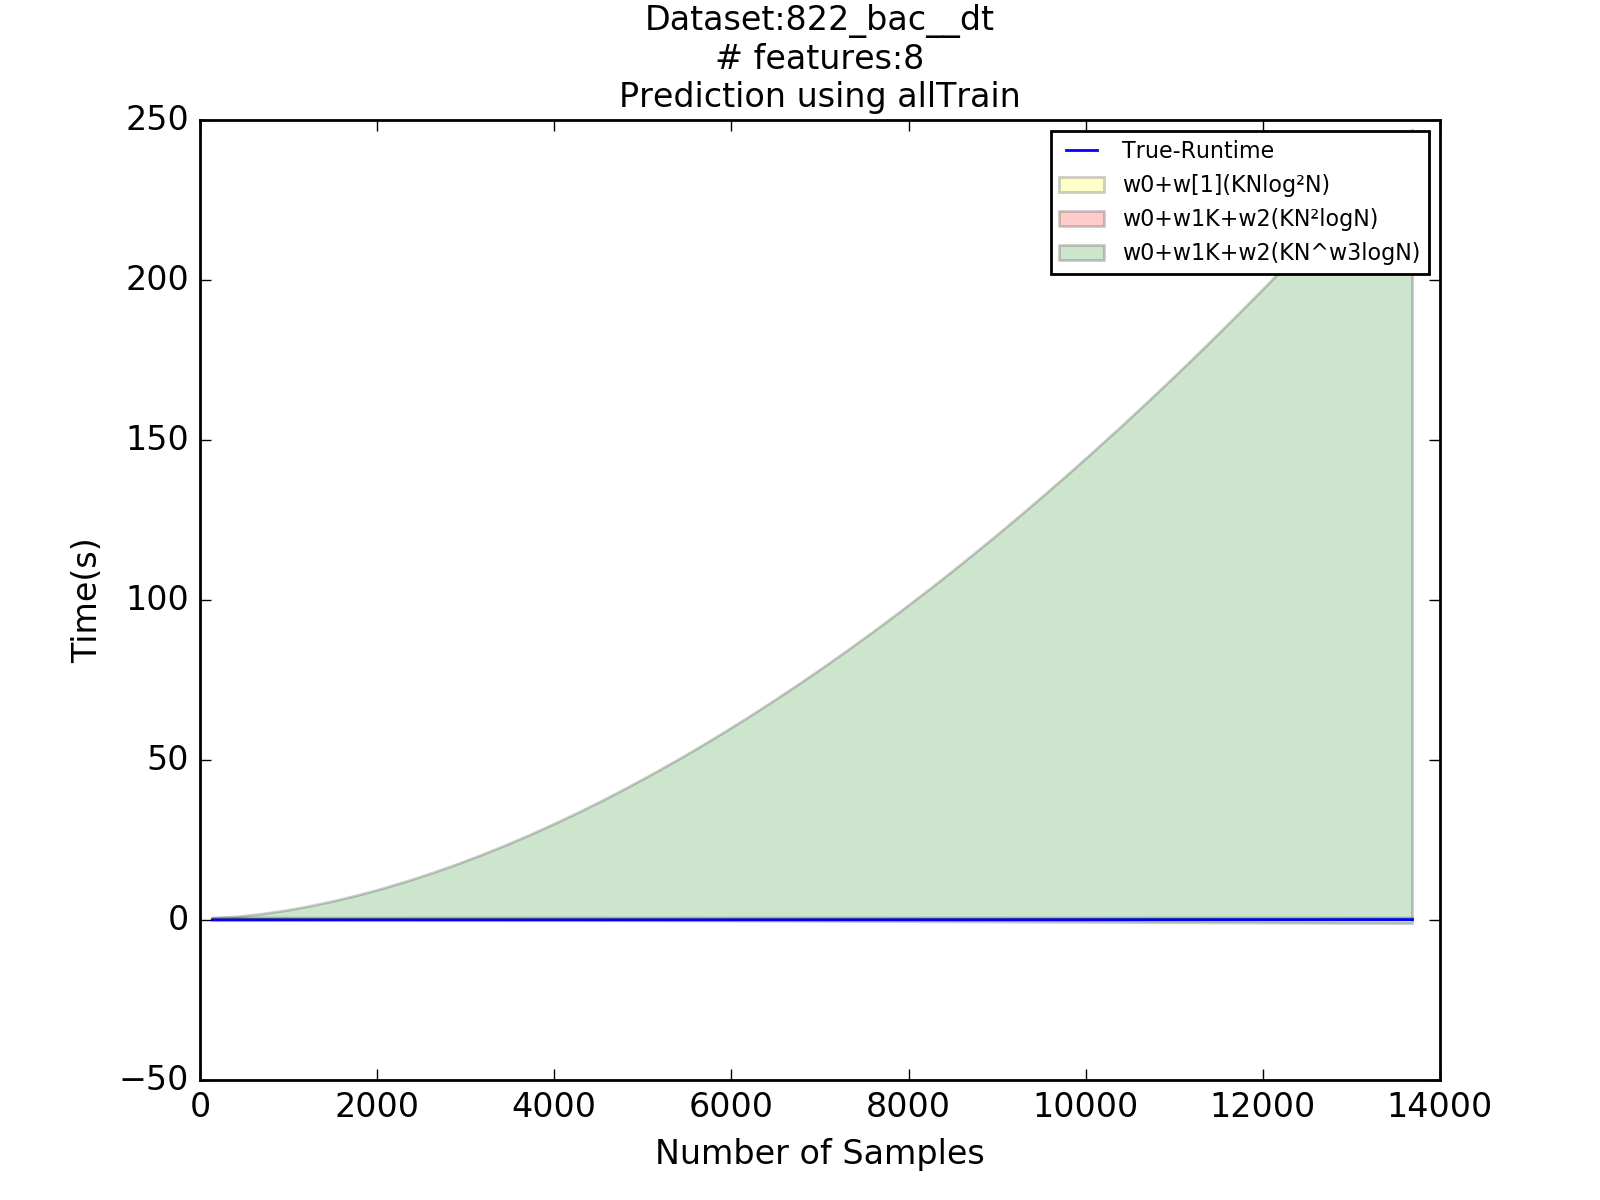 Dataset:822_bac__dt
# features:8
Prediction using allTrain
250
200
150
100
50
0
−50
Time(s)
True-Runtime
w0+w[1](KNlog²N)
w0+w1K+w2(KN²logN)
w0+w1K+w2(KN^w3logN)
0 2000 4000 6000 8000 10000 12000 14000
Number of Samples